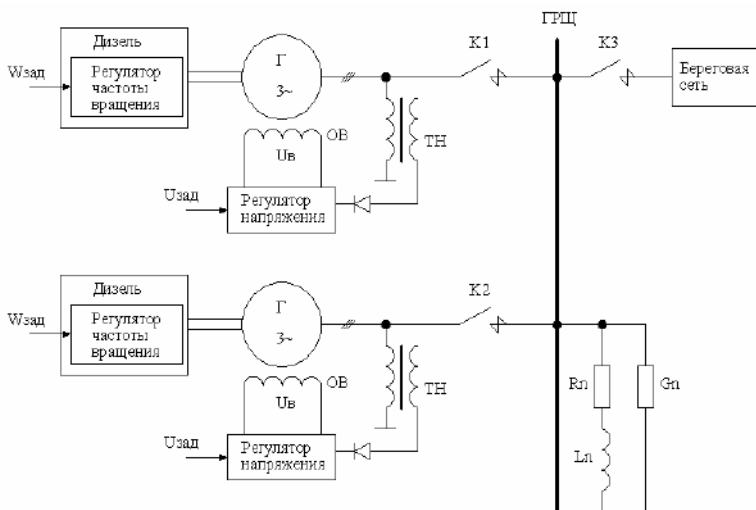 ГРЩ
Дизель
К1
К3
Wзад
Регулятор
частоты
вращения
Г
3~
Береговая
сеть
ОВ
Uв
ТН
Uзад
Регулятор
напряжения
Дизель
К2
Wзад
Регулятор
частоты
вращения
Г
3~
ОВ
Uв
ТН
Rn
Gn
Uзад
Регулятор
напряжения
Ln